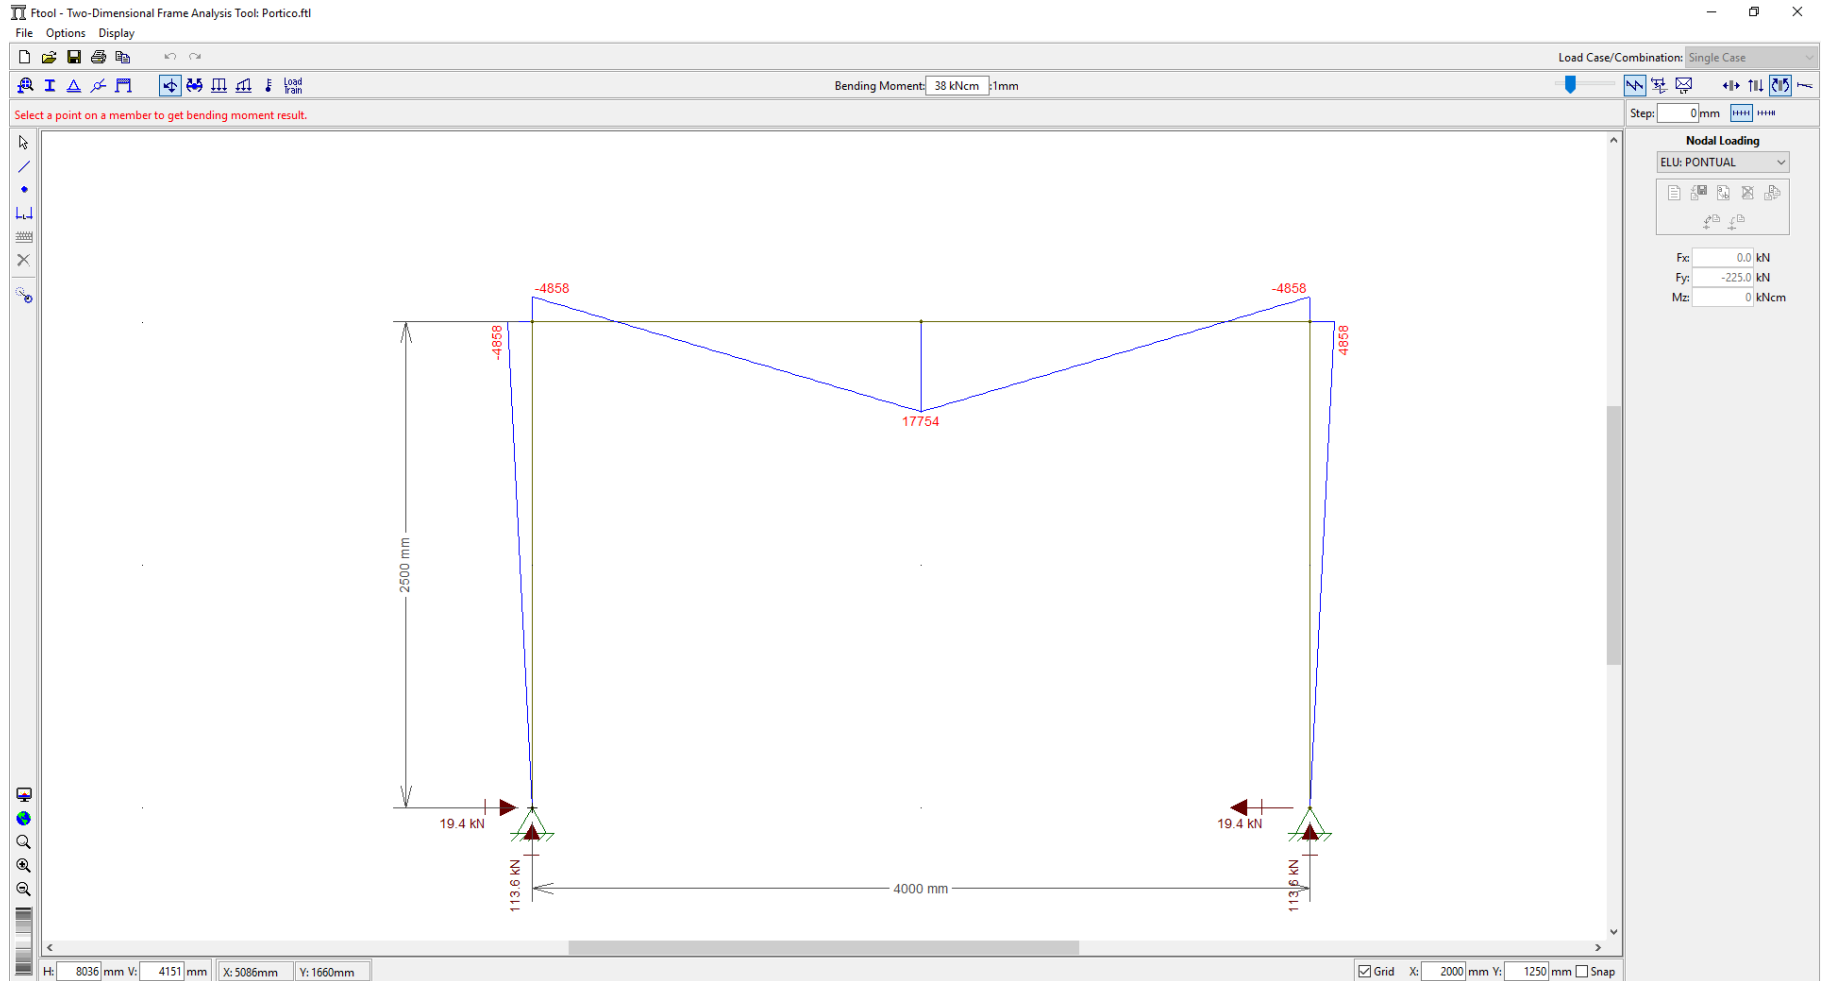 Ftool - Two-Dimensional Frame Analysis Tool: Portico.ftl
File Options Display
Load Case/Combination: Single Case
Load Train
Bending Moment: 38 kNcm :1mm
Select a point on a member to get bending moment result.
Step: 0 mm
Nodal Loading
ELU: PONTUAL
Fx: 0.0 kN
Fy: -225.0 kN
Mz: 0 kNcm
-4858
-4858
-4858
4858
17754
2500 mm
19.4 kN
19.4 kN
113.6 kN
113.6 kN
4000 mm
H: 8036 mm V: 4151 mm X: 5086mm Y: 1660mm
Grid X: 2000 mm Y: 1250 mm Snap